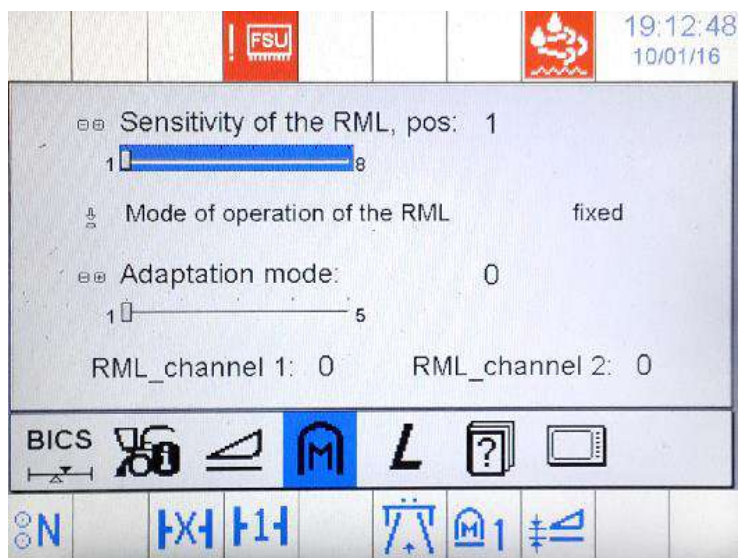 ! FSU 19:12:48
10/01/16
Sensitivity of the RML, pos: 1
1 8
Mode of operation of the RML fixed
Adaptation mode: 0
1 5
RML_channel 1: 0 RML_channel 2: 0
BICS i M L ?
N X 1 M 1